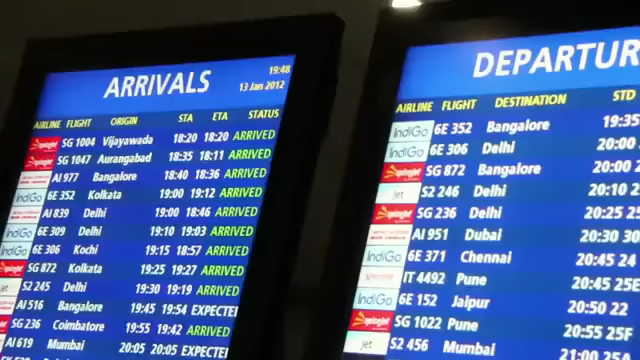 ARRIVALS
19:48
13 Jan 2012
AIRLINE FLIGHT ORIGIN STA ETA STATUS
SG 1004 Vijayawada 18:20 18:20 ARRIVED
SG 1047 Aurangabad 18:35 18:11 ARRIVED
AI 977 Bangalore 18:40 18:36 ARRIVED
IndiGo 6E 352 Kolkata 19:00 19:12 ARRIVED
AI 839 Delhi 19:00 18:46 ARRIVED
IndiGo 6E 309 Delhi 19:10 19:03 ARRIVED
IndiGo 6E 306 Kochi 19:15 18:57 ARRIVED
SG 872 Kolkata 19:25 19:27 ARRIVED
Jet S2 245 Delhi 19:30 19:19 ARRIVED
AI 516 Bangalore 19:45 19:54 EXPECTE
SG 236 Coimbatore 19:55 19:42 ARRIVED
AI 619 Mumbai 20:05 20:05 EXPECTE
DEPARTUR
AIRLINE FLIGHT DESTINATION STD
IndiGo 6E 352 Bangalore 19:35
IndiGo 6E 306 Delhi 20:00
spicejet SG 872 Bangalore 20:00
Jet S2 246 Delhi 20:10
spicejet SG 236 Delhi 20:25
AI 951 Dubai 20:30
IndiGo 6E 371 Chennai 20:45
IT 4492 Pune 20:45
IndiGo 6E 152 Jaipur 20:50
spicejet SG 1022 Pune 20:55
Jet S2 456 Mumbai 21:00